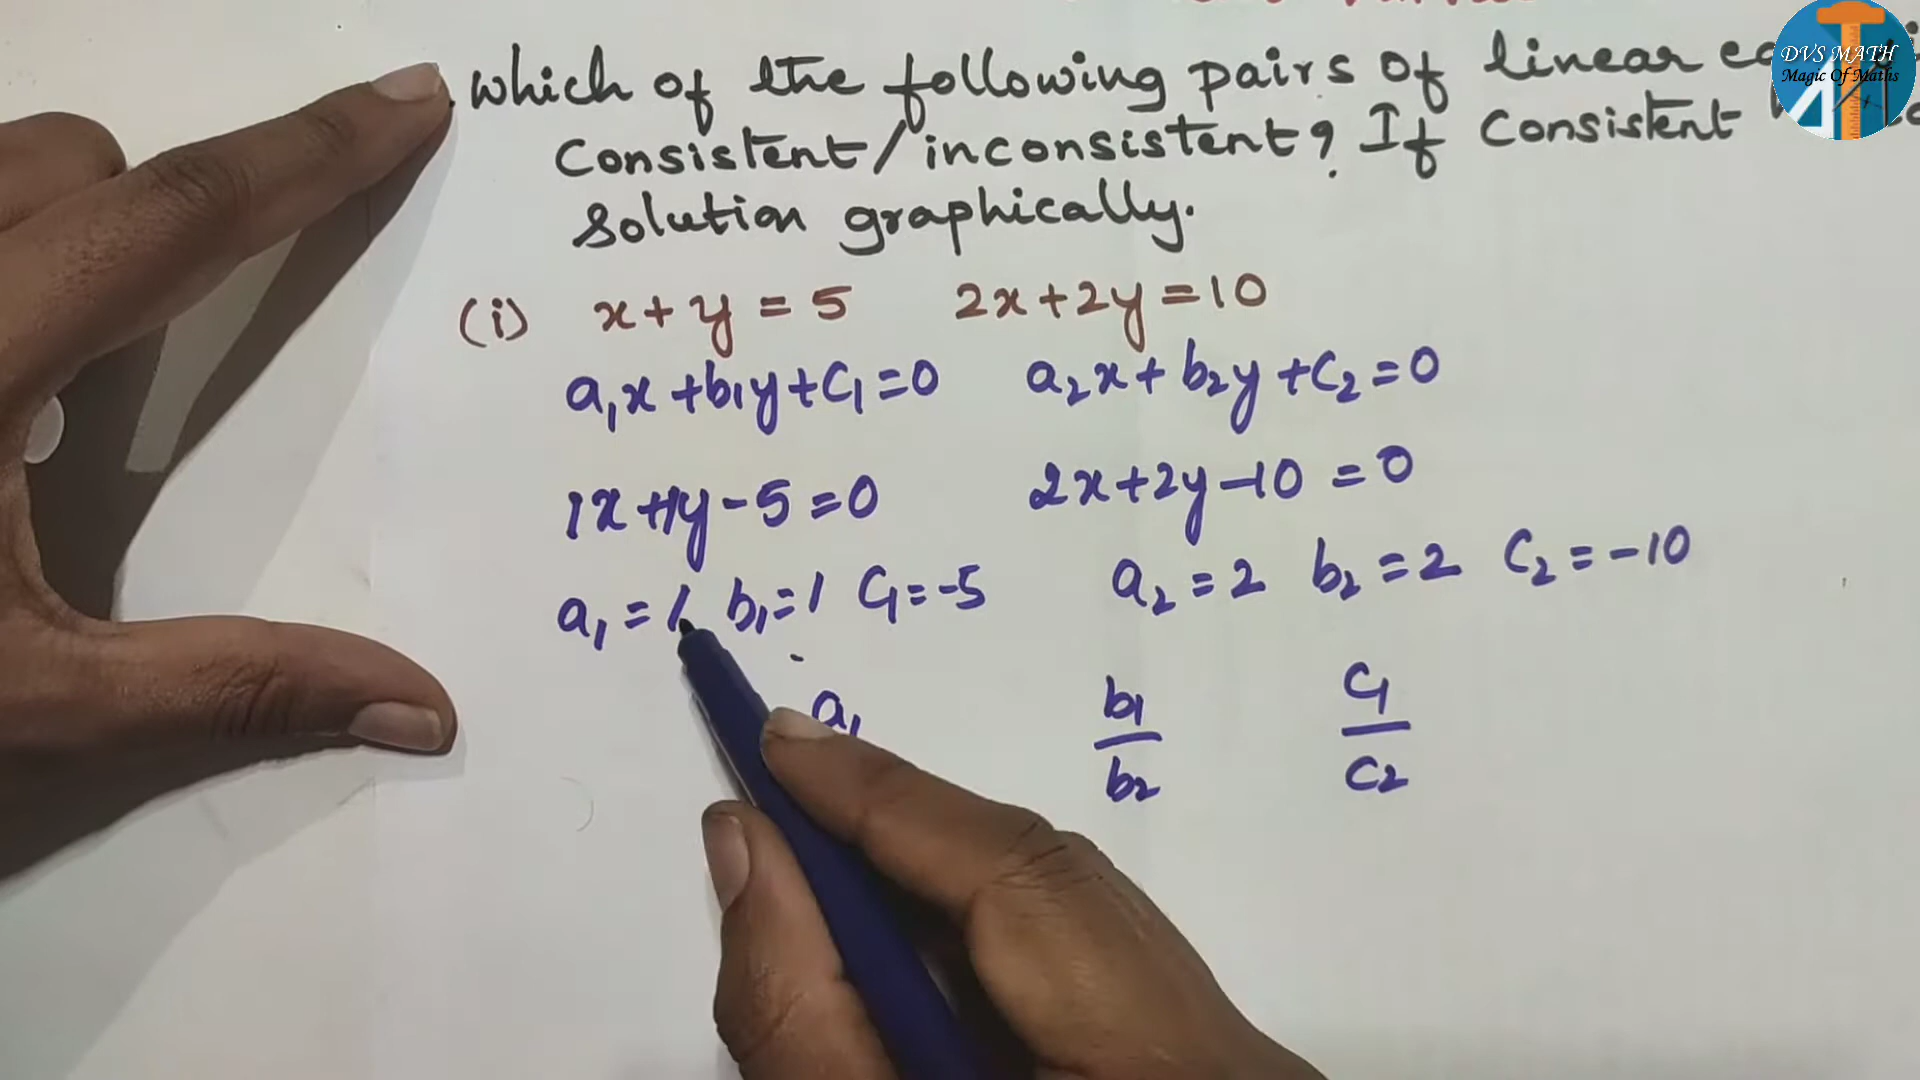 which of the following pairs of linear
Consistent/inconsistent? If Consistent
Solution graphically.
DVS MATH
Magic Of Maths
(i) x+y=5 2x+2y=10
a₁x+b₁y+C₁=0 a₂x+b₂y+C₂=0
1x+1y-5=0 2x+2y-10=0
a₁=1 b₁=1 C₁=-5 a₂=2 b₂=2 C₂=-10
a₁ b₁ C₁
b₂ C₂